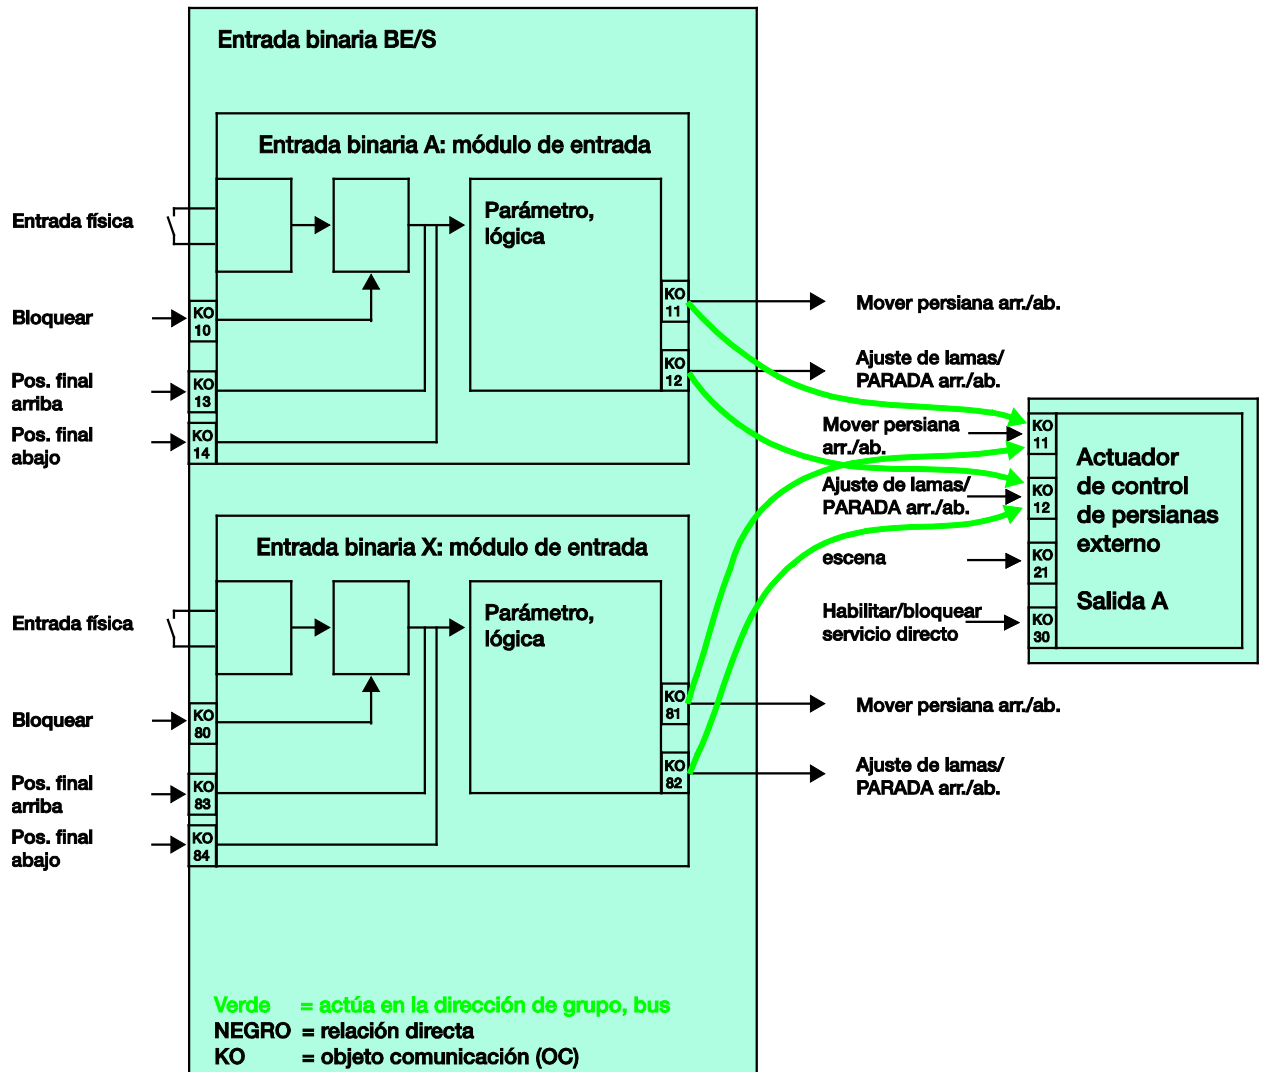 Entrada binaria BE/S
Entrada binaria A: módulo de entrada
Entrada física
Parámetro,
lógica
Bloquear
KO
10
Pos. final
arriba
KO
13
Pos. final
abajo
KO
14
KO
11
Mover persiana arr./ab.
KO
12
Ajuste de lamas/
PARADA arr./ab.
Mover persiana
arr./ab.
KO
11
Ajuste de lamas/
PARADA arr./ab.
KO
12
escena
KO
21
Habilitar/bloquear
servicio directo
KO
30
Actuador
de control
de persianas
externo
Salida A
Entrada binaria X: módulo de entrada
Entrada física
Parámetro,
lógica
Bloquear
KO
80
Pos. final
arriba
KO
83
Pos. final
abajo
KO
84
KO
81
Mover persiana arr./ab.
KO
82
Ajuste de lamas/
PARADA arr./ab.
Verde = actúa en la dirección de grupo, bus
NEGRO = relación directa
KO = objeto comunicación (OC)